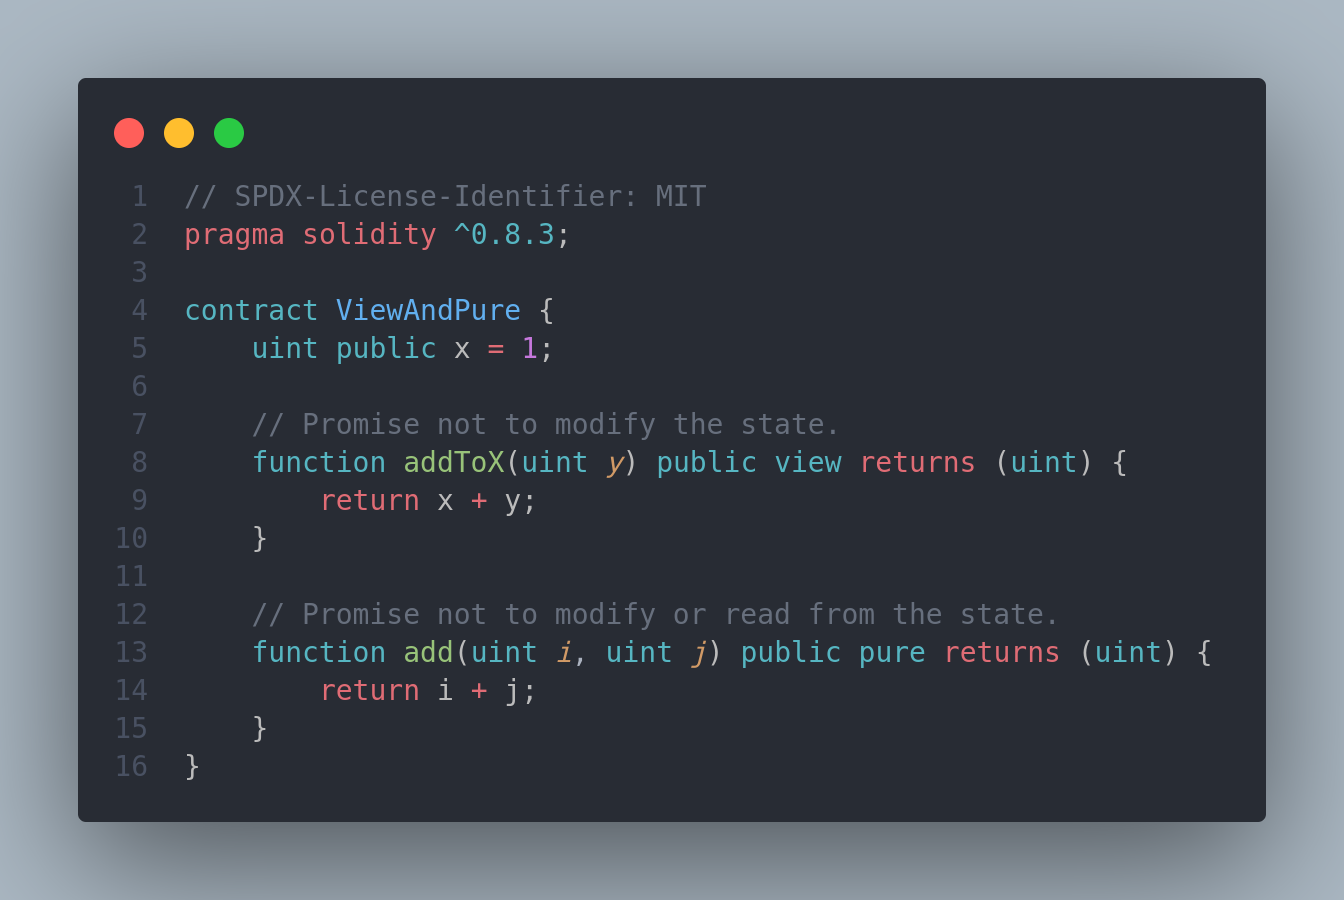 1 // SPDX-License-Identifier: MIT
2 pragma solidity ^0.8.3;
3
4 contract ViewAndPure {
5     uint public x = 1;
6
7     // Promise not to modify the state.
8     function addToX(uint y) public view returns (uint) {
9         return x + y;
10     }
11
12     // Promise not to modify or read from the state.
13     function add(uint i, uint j) public pure returns (uint) {
14         return i + j;
15     }
16 }